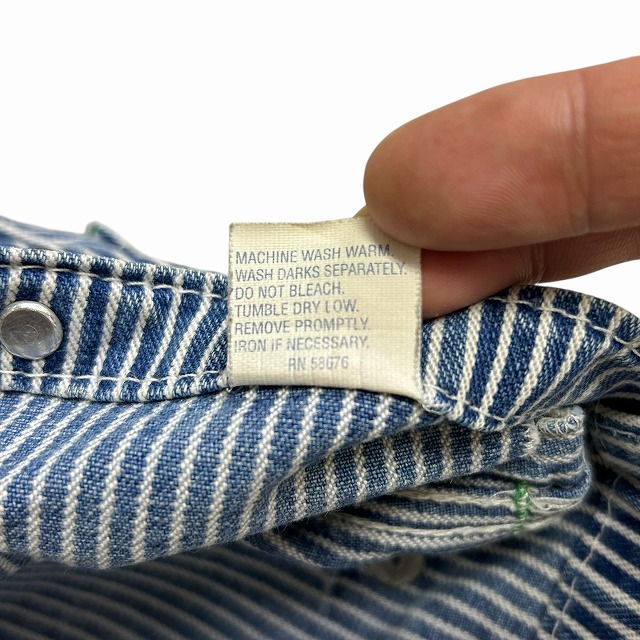 MACHINE WASH WARM.
WASH DARKS SEPARATELY.
DO NOT BLEACH.
TUMBLE DRY LOW.
REMOVE PROMPTLY.
IRON IF NECESSARY.
RN 58676